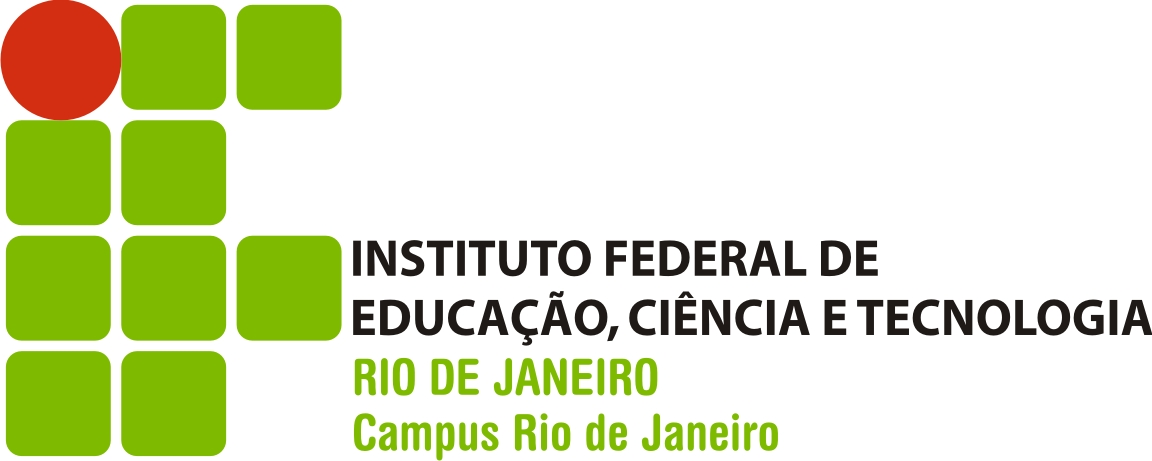 INSTITUTO FEDERAL DE
EDUCAÇÃO, CIÊNCIA E TECNOLOGIA
RIO DE JANEIRO
Campus Rio de Janeiro